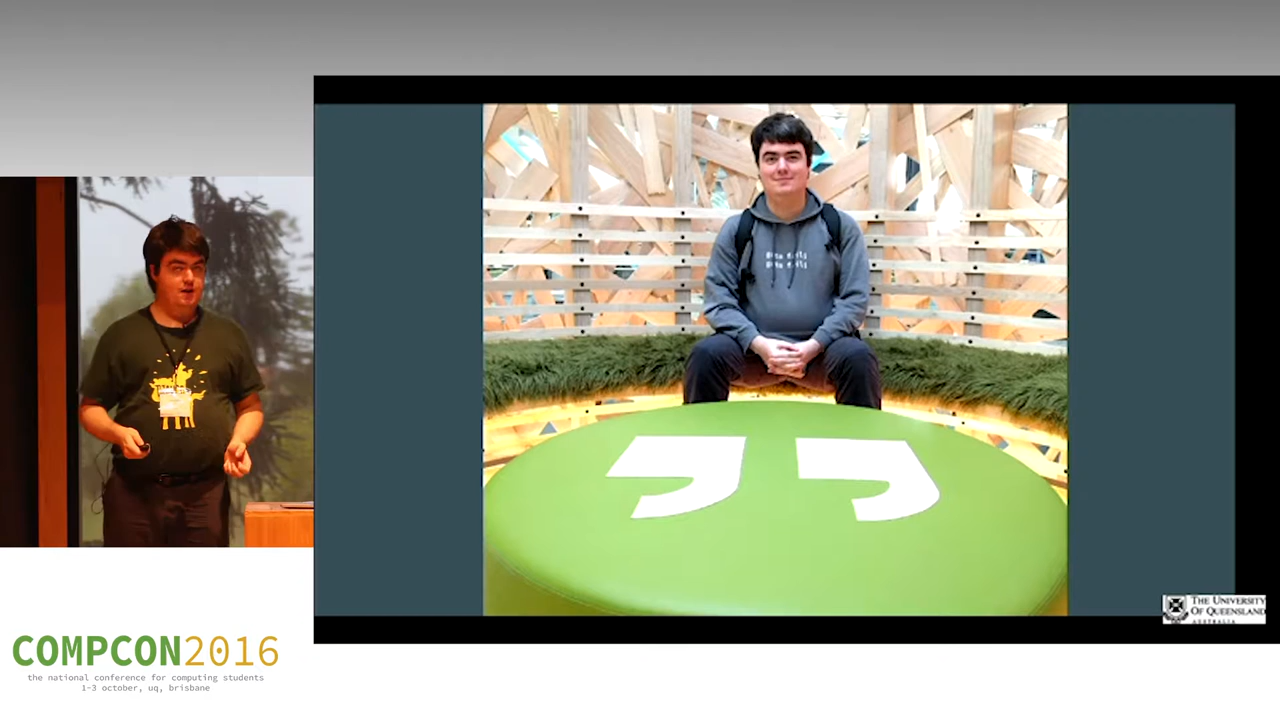 COMPCON2016
the national conference for computing students
1-3 october, uq, brisbane
THE UNIVERSITY
OF QUEENSLAND
AUSTRALIA